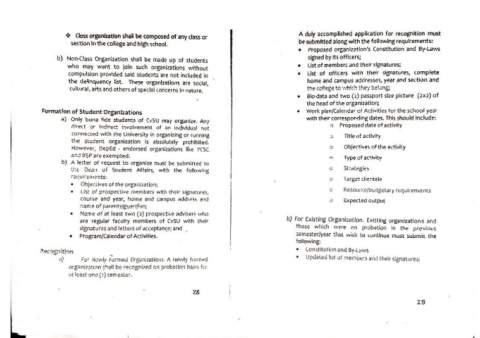 ❖ Class organization shall be composed of any class or
section in the college and high school.
b) Non-Class Organization shall be made up of students
who may want to join such organizations without
compulsion provided said students are not included in
the delinquency list. These organizations are social,
cultural, arts and others of special concerns in nature.
Formation of Student Organizations
a) Only bona fide students of CvSU may organize. Any
direct or indirect involvement of an individual not
connected with the University in organizing or running
the student organization is absolutely prohibited.
However, DepEd - endorsed organizations like YCSC
and RSP are exempted.
b) A letter of request to organize must be submitted to
the Dean of Student Affairs, with the following
requirements:
• Objectives of the organization;
• List of prospective members with their signatures,
course and year, home and campus address and
name of parents/guardian;
• Name of at least two (2) prospective advisers who
are regular faculty members of CvSU with their
signatures and letters of acceptance; and
• Program/Calendar of Activities.
Recognition
a) For Newly Formed Organizations. A newly formed
organization shall be recognized on probation basis for
at least one (1) semester.
28
A duly accomplished application for recognition must
be submitted along with the following requirements:
• Proposed organization's Constitution and By-Laws
signed by its officers;
• List of members and their signatures;
• List of officers with their signatures, complete
home and campus addresses, year and section and
the college to which they belong;
• Bio-data and two (2) passport size picture (2x2) of
the head of the organization;
• Work plan/Calendar of Activities for the school year
with their corresponding dates. This should include:
o Proposed date of activity
o Title of activity
o Objectives of the activity
o Type of activity
o Strategies
o Target clientele
o Resource/budgetary requirements
o Expected output
b) For Existing Organization. Existing organizations and
those which were on probation in the previous
semester/year that wish to continue must submit the
following:
• Constitution and By-Laws
• Updated list of members and their signatures;
29